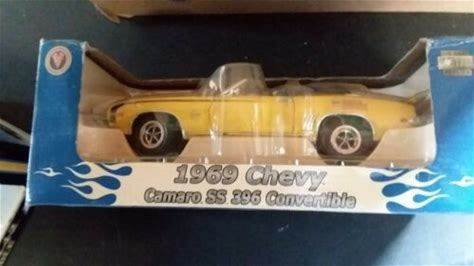 1969 Chevy
Camaro SS 396 Convertible